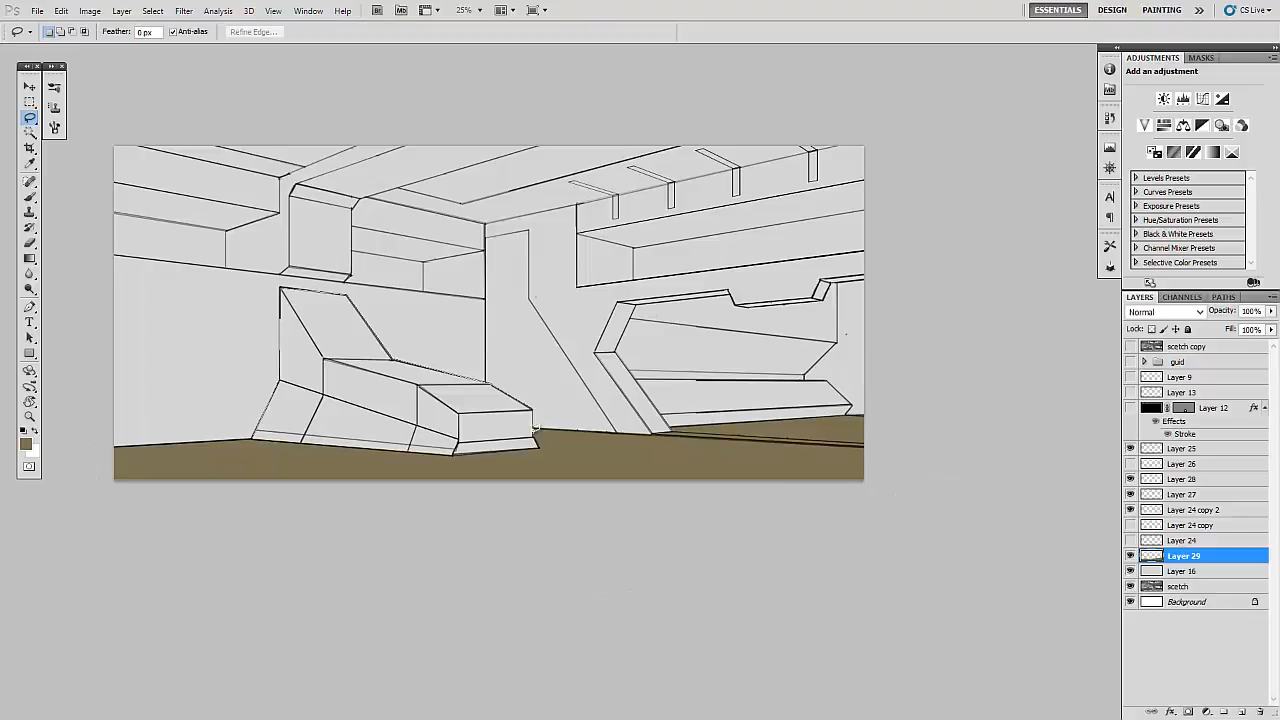 Ps File Edit Image Layer Select Filter Analysis 3D View Window Help Br Mb 25% ESSENTIALS DESIGN PAINTING CS Live
Feather: 0 px Anti-alias Refine Edge...
ADJUSTMENTS MASKS
Add an adjustment
Levels Presets
Curves Presets
Exposure Presets
Hue/Saturation Presets
Black & White Presets
Channel Mixer Presets
Selective Color Presets
LAYERS CHANNELS PATHS
Normal Opacity: 100%
Lock: Fill: 100%
scetch copy
guid
Layer 9
Layer 13
Layer 12 fx
Effects
Stroke
Layer 25
Layer 26
Layer 28
Layer 27
Layer 24 copy 2
Layer 24 copy
Layer 24
Layer 29
Layer 16
scetch
Background